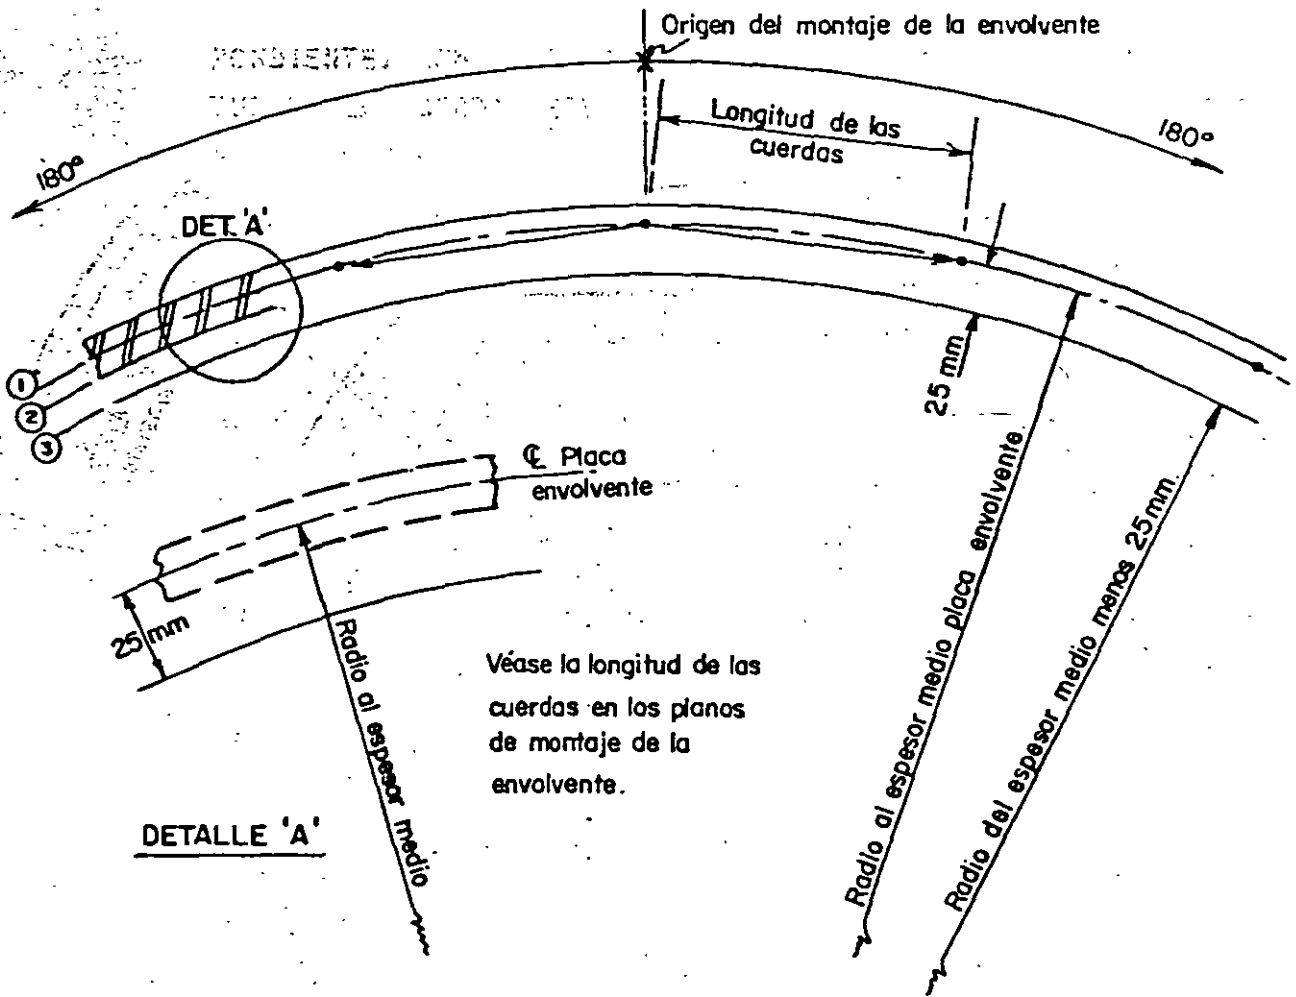 Origen del montaje de la envolvente
180°
Longitud de las
cuerdas
180°
DET. 'A'
1
2
3
25 mm
℄ Placa
envolvente
25 mm
Radio al espesor medio
Radio al espesor medio placa envolvente
Radio del espesor medio menos 25 mm.
Véase la longitud de las
cuerdas en los planos
de montaje de la
envolvente.
DETALLE 'A'